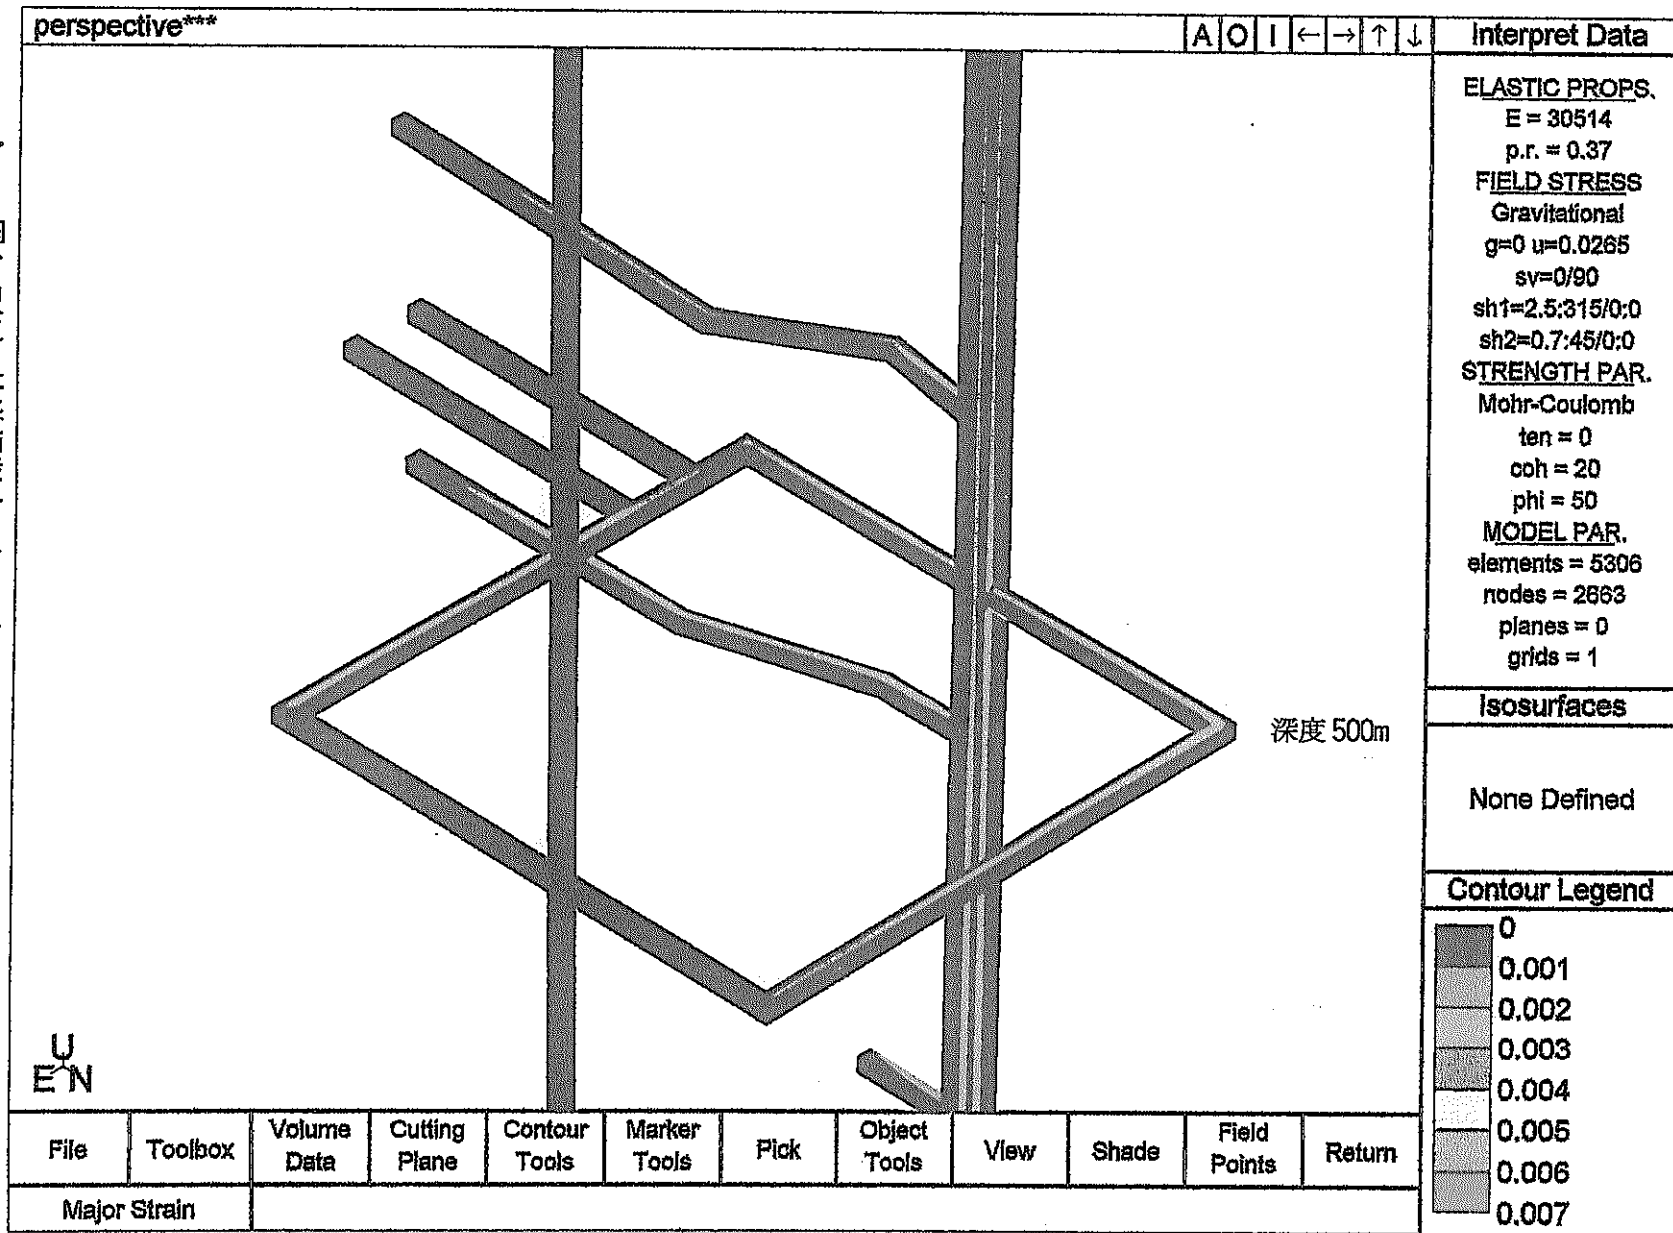 perspective***
A O I ← → ↑ ↓
Interpret Data
ELASTIC PROPS.
E = 30514
p.r. = 0.37
FIELD STRESS
Gravitational
g=0 u=0.0265
sv=0/90
sh1=2.5:315/0:0
sh2=0.7:45/0:0
STRENGTH PAR.
Mohr-Coulomb
ten = 0
coh = 20
phi = 50
MODEL PAR.
elements = 5306
nodes = 2663
planes = 0
grids = 1
Isosurfaces
None Defined
Contour Legend
0
0.001
0.002
0.003
0.004
0.005
0.006
0.007
深度 500m
U
E N
File
Toolbox
Volume
Data
Cutting
Plane
Contour
Tools
Marker
Tools
Pick
Object
Tools
View
Shade
Field
Points
Return
Major Strain